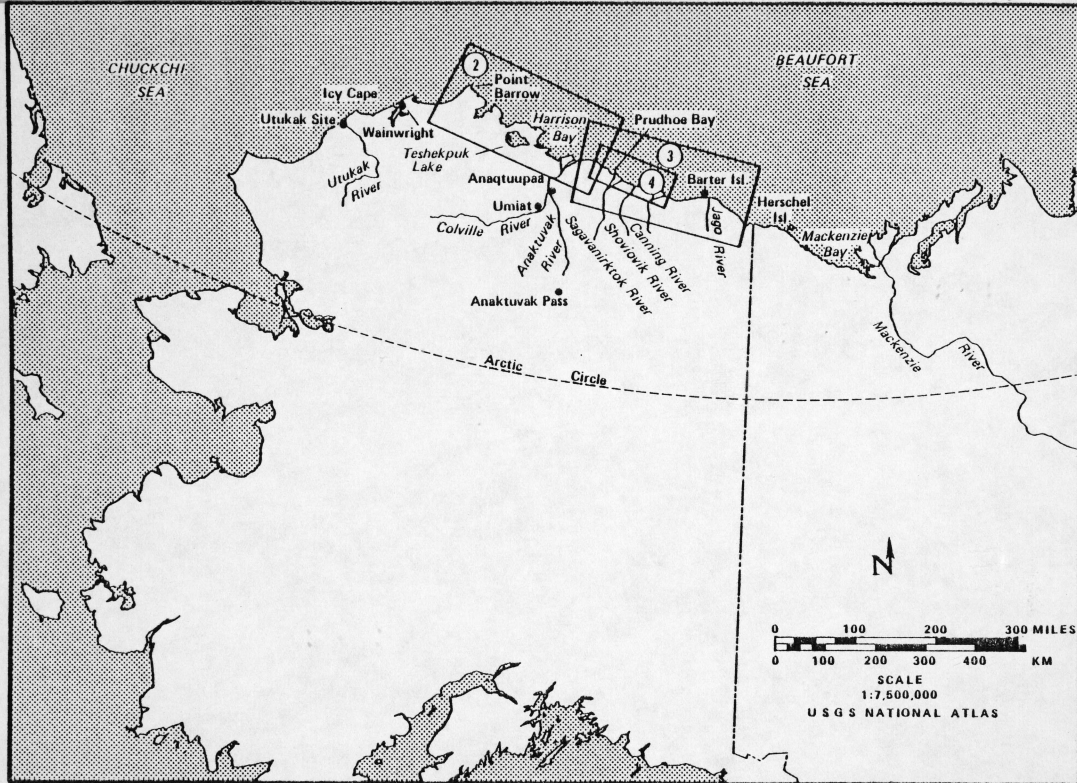 CHUCKCHI
SEA
BEAUFORT
SEA
2
Point
Barrow
Icy Cape
Utukak Site
Wainwright
Harrison
Bay
Prudhoe Bay
Teshekpuk
Lake
3
4
Utukak
River
Anaqtuupaa
Barter Isl.
Umiat
Herschel
Isl.
Colville River
Mackenzie
Bay
Anaktuvak
River
Sagavanirktok River
Shoviovik River
Canning River
Jago River
Anaktuvak Pass
Mackenzie River
Arctic Circle
N
0 100 200 300 MILES
0 100 200 300 400 KM
SCALE
1:7,500,000
USGS NATIONAL ATLAS